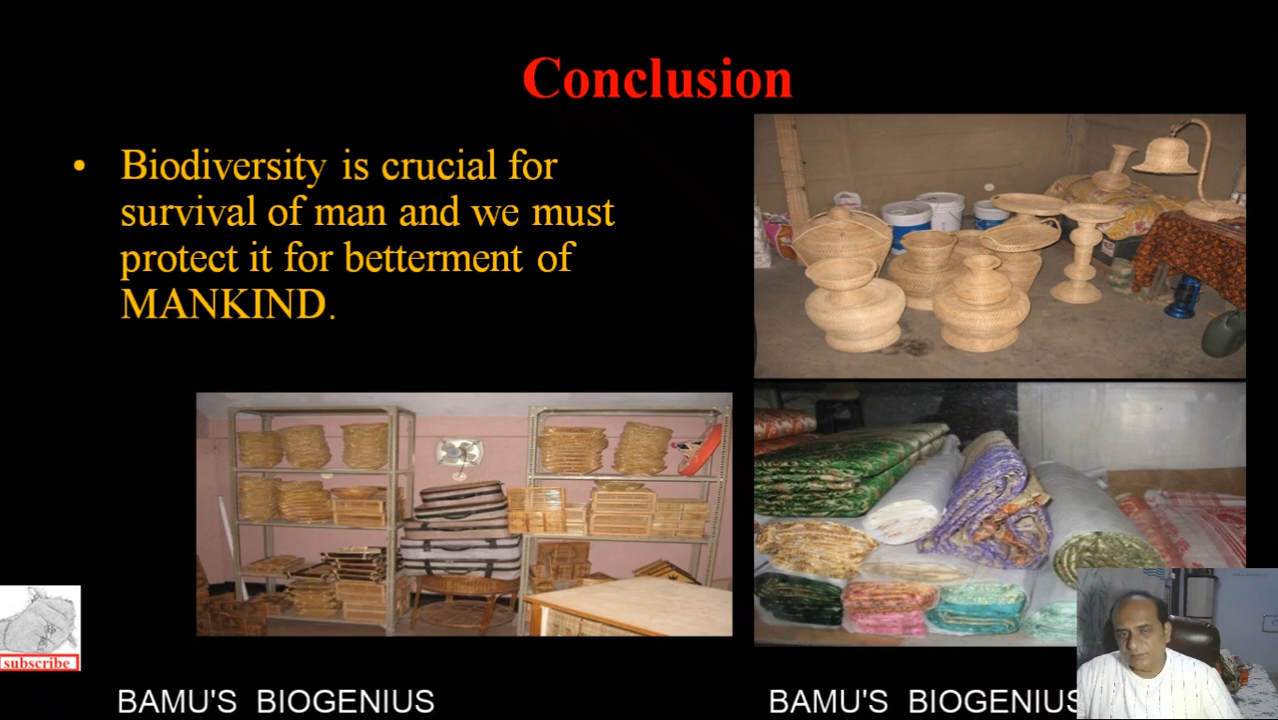 Conclusion
• Biodiversity is crucial for
survival of man and we must
protect it for betterment of
MANKIND.
subscribe
BAMU'S BIOGENIUS
BAMU'S BIOGENIUS